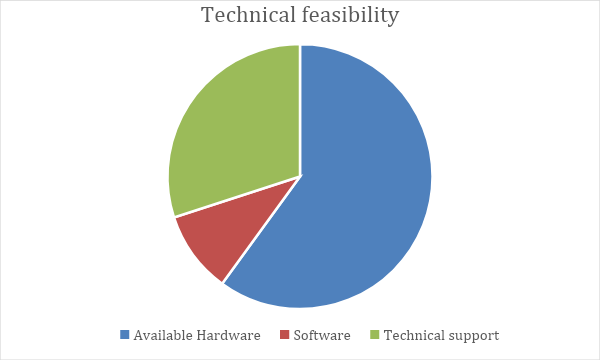 Technical feasibility
Available Hardware Software Technical support